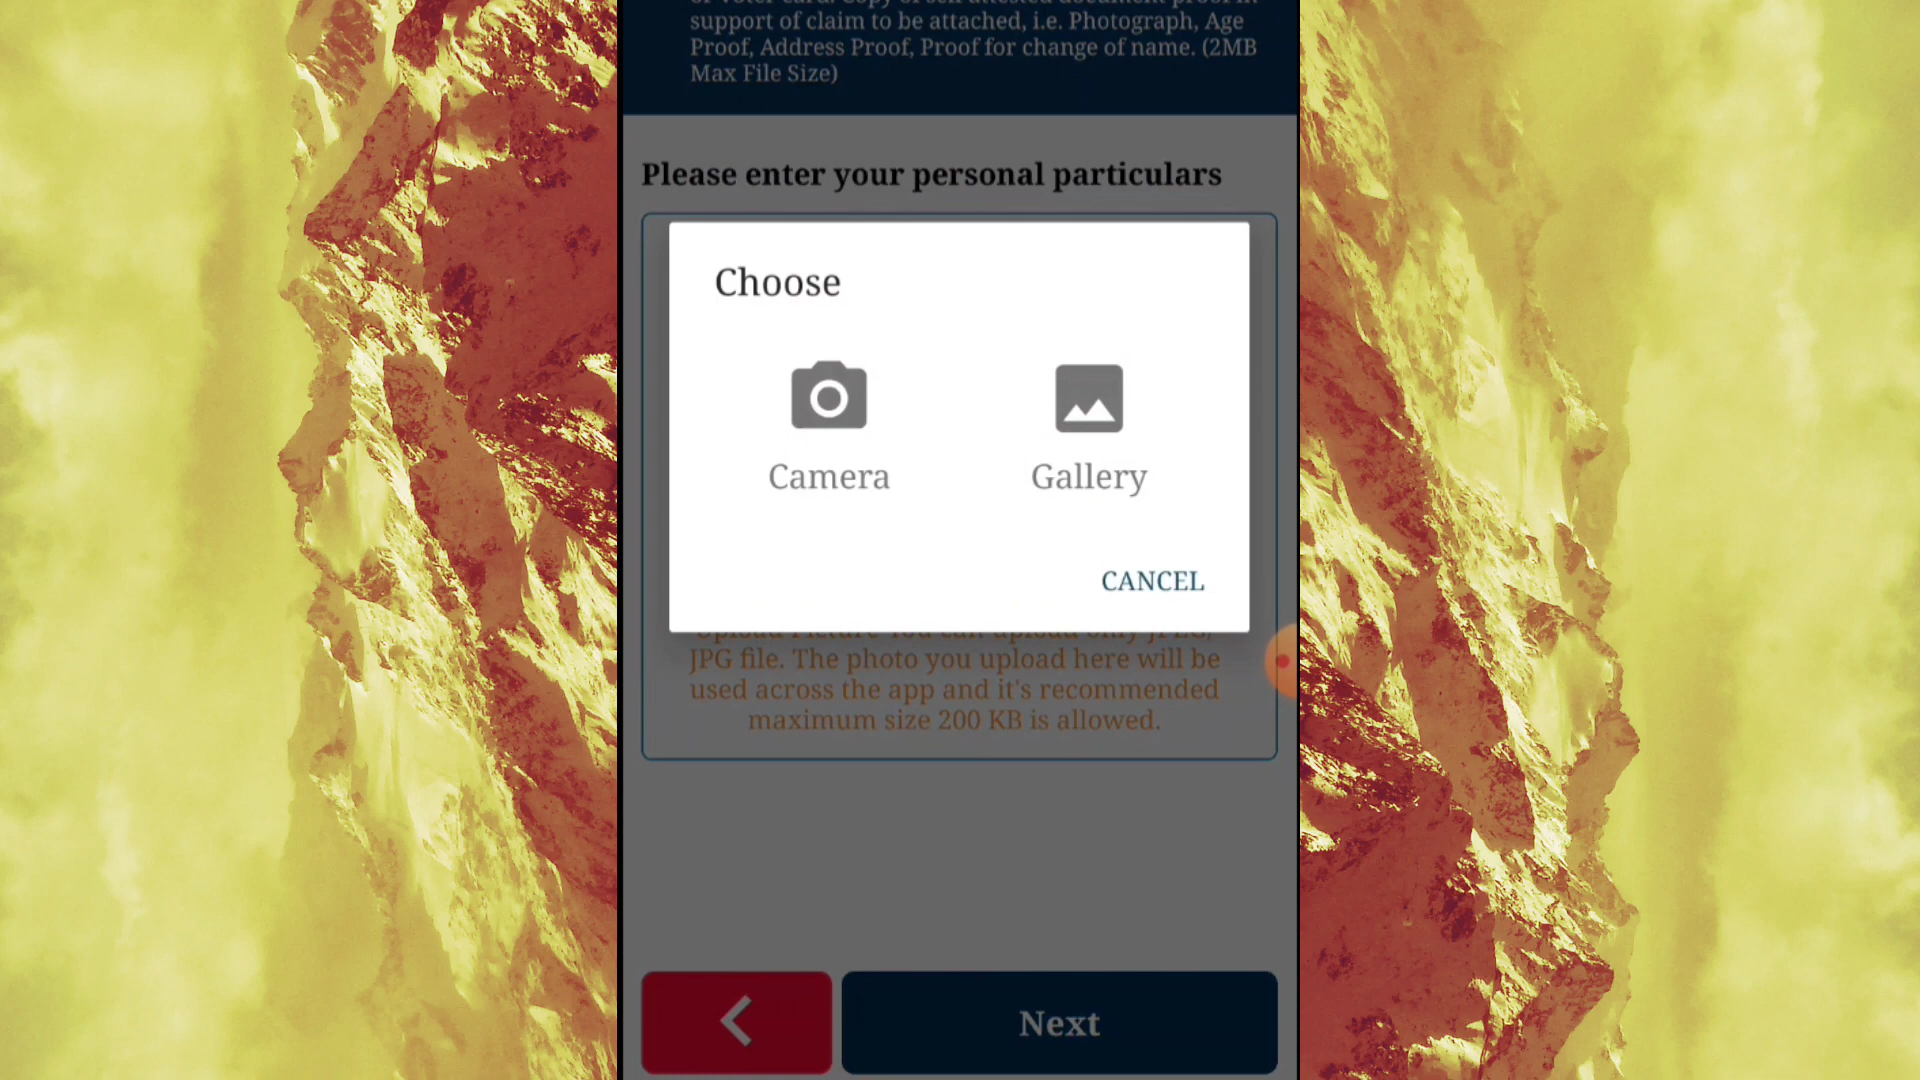 support of claim to be attached, i.e. Photograph, Age
Proof, Address Proof, Proof for change of name. (2MB
Max File Size)
Please enter your personal particulars
Choose
Camera
Gallery
CANCEL
JPG file. The photo you upload here will be
used across the app and it's recommended
maximum size 200 KB is allowed.
Next